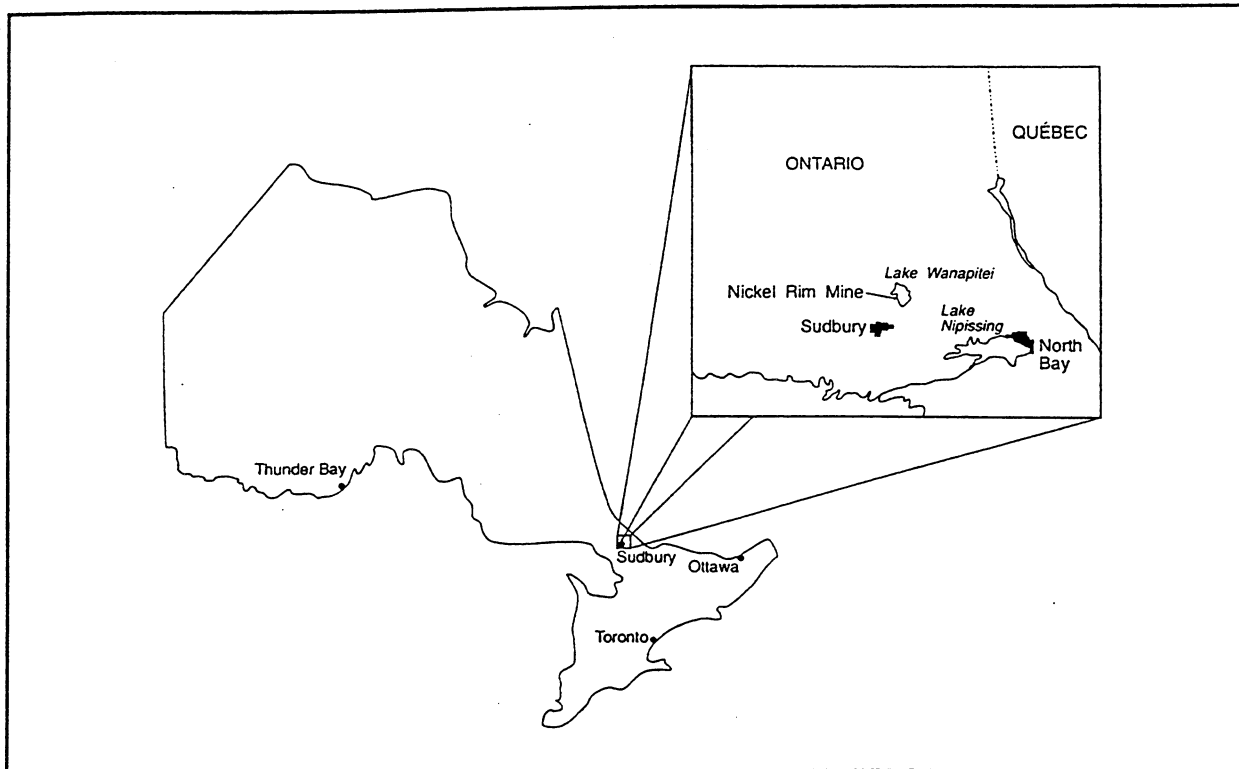 QUÉBEC
ONTARIO
Lake Wanapitei
Nickel Rim Mine
Lake
Nipissing
Sudbury
North
Bay
Thunder Bay
Sudbury
Ottawa
Toronto